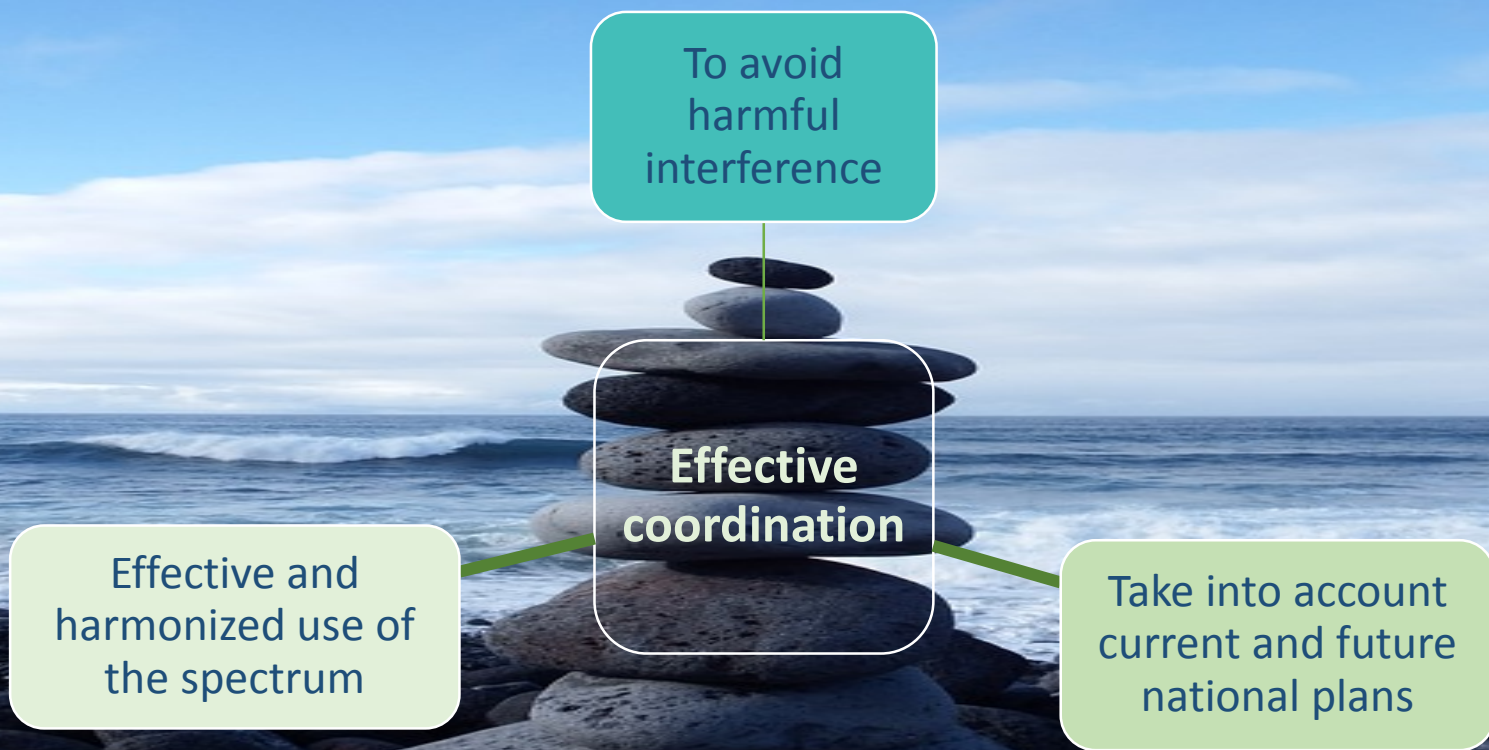 To avoid
harmful
interference
Effective
coordination
Effective and
harmonized use of
the spectrum
Take into account
current and future
national plans